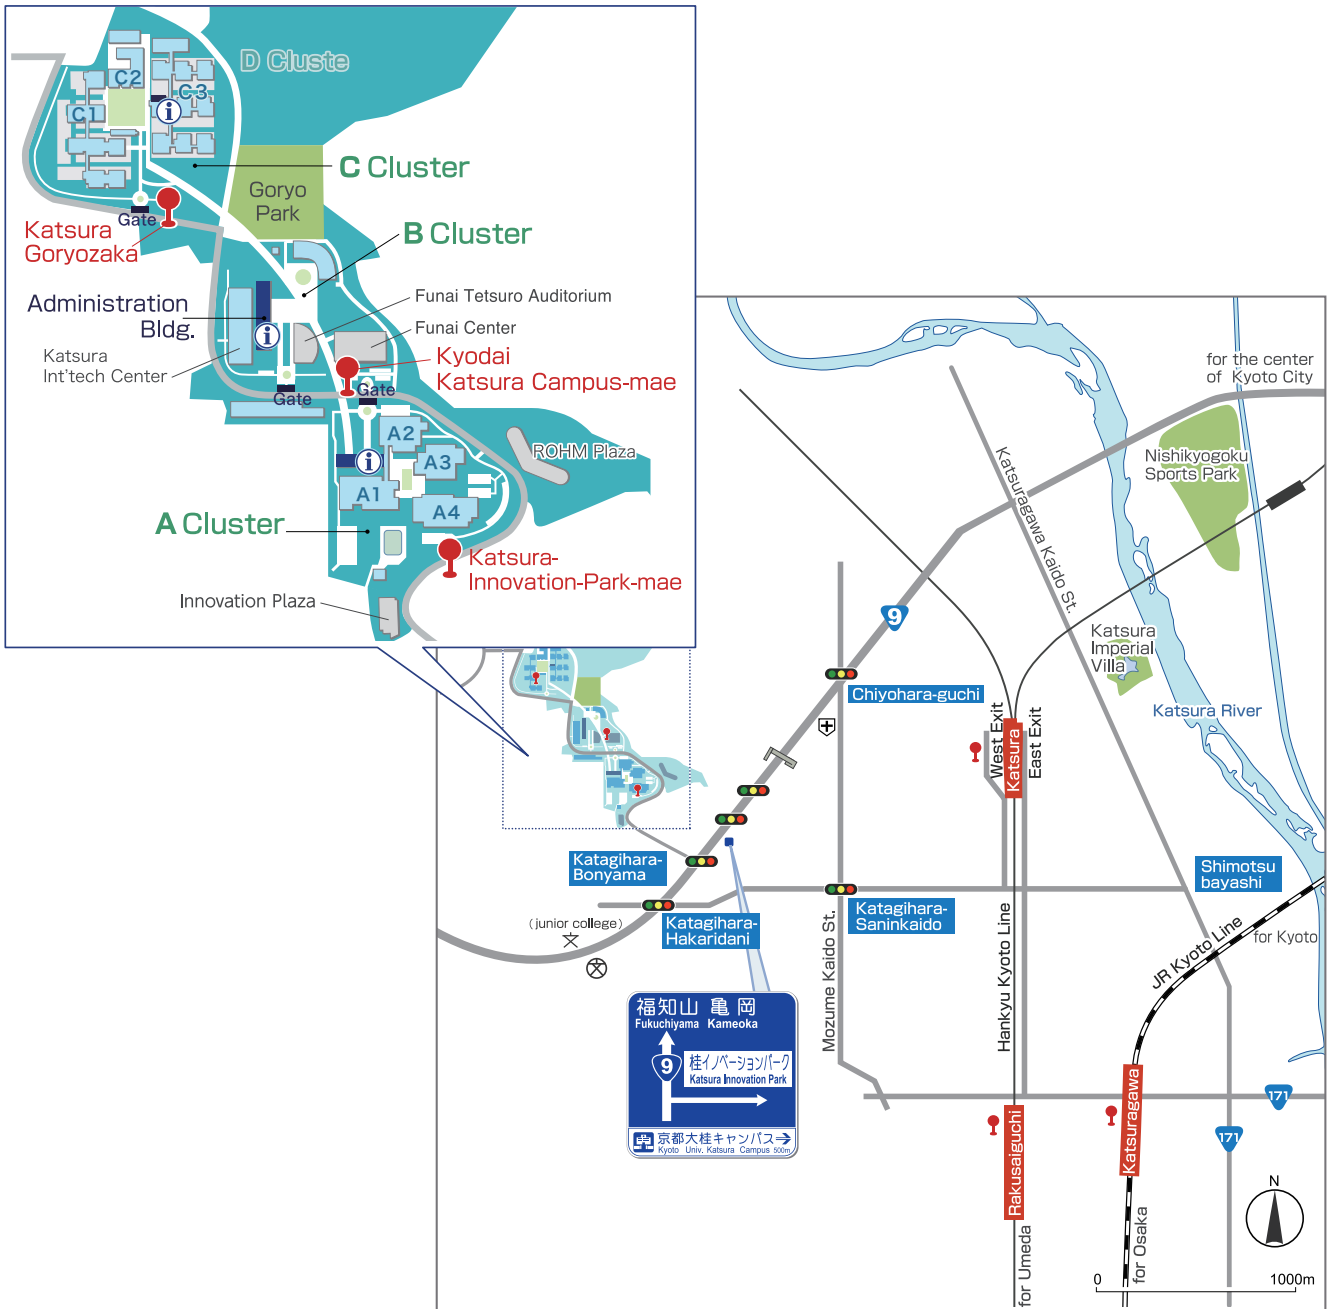 D Cluste
C2
C3
C1
C Cluster
Goryo
Park
Gate
Katsura
Goryozaka
B Cluster
Administration
Bldg.
Funai Tetsuro Auditorium
Funai Center
Katsura
Int'tech Center
Kyodai
Katsura Campus-mae
Gate
Gate
A2
A3
ROHM Plaza
A1
A4
A Cluster
Katsura-
Innovation-Park-mae
Innovation Plaza
for the center
of Kyoto City
Nishikyogoku
Sports Park
Katsuragawa Kaido St.
9
Katsura
Imperial
Villa
Chiyohara-guchi
Katsura River
West Exit
Katsura
East Exit
Katagihara-
Bonyama
Shimotsu
bayashi
Katagihara-
Hakaridani
Katagihara-
Saninkaido
(junior college)
Mozume Kaido St.
Hankyu Kyoto Line
JR Kyoto Line
for Kyoto
福知山 亀岡
Fukuchiyama Kameoka
9
桂イノベーションパーク
Katsura Innovation Park
京都大桂キャンパス→
Kyoto Univ. Katsura Campus 500m
171
171
Rakusaiguchi
Katsuragawa
for Umeda
for Osaka
N
0 1000m